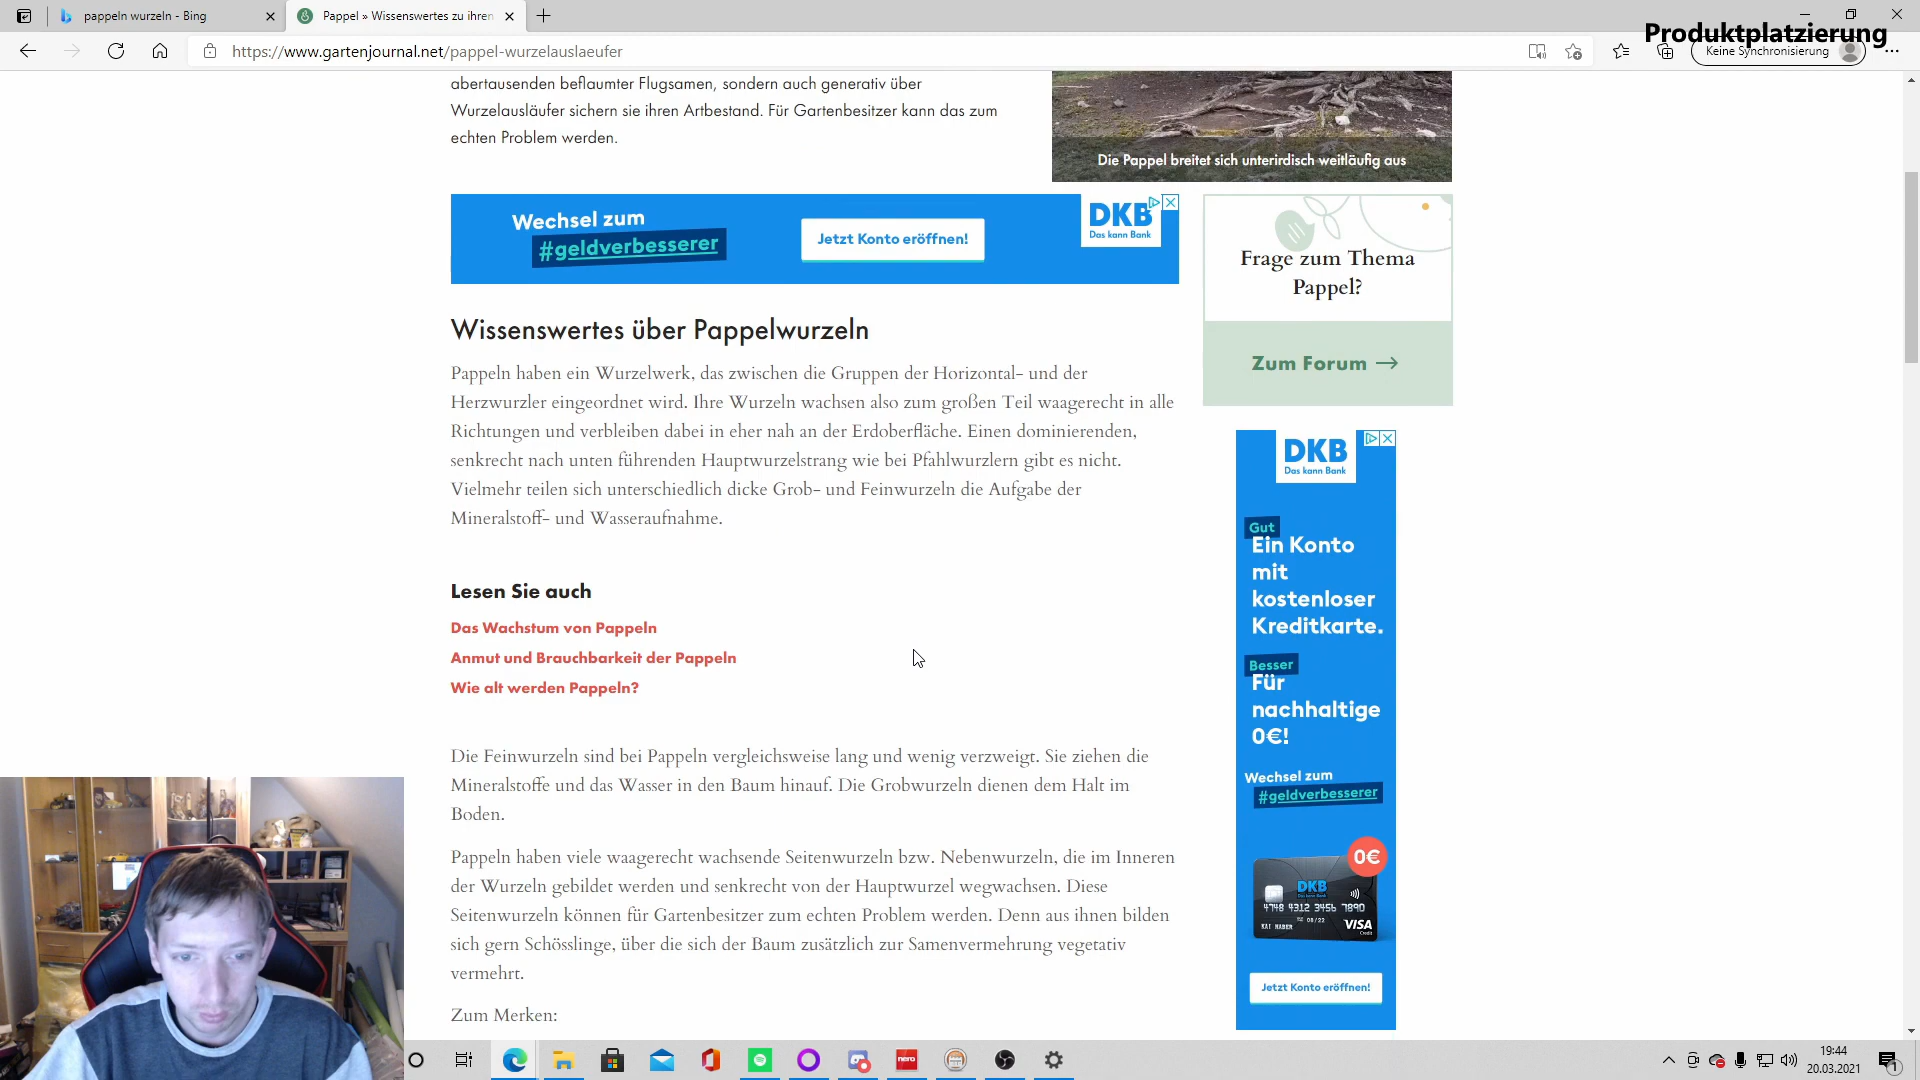 pappeln wurzeln - Bing
Pappel » Wissenswertes zu ihren
Produktplatzierung
https://www.gartenjournal.net/pappel-wurzelauslaeufer
Keine Synchronisierung
abertausenden beflaumter Flugsamen, sondern auch generativ über
Wurzelausläufer sichern sie ihren Artbestand. Für Gartenbesitzer kann das zum
echten Problem werden.
Die Pappel breitet sich unterirdisch weitläufig aus
Wechsel zum
#geldverbesserer
Jetzt Konto eröffnen!
DKB
Das kann Bank
Frage zum Thema
Pappel?
Zum Forum →
Wissenswertes über Pappelwurzeln
Pappeln haben ein Wurzelwerk, das zwischen die Gruppen der Horizontal- und der
Herzwurzler eingeordnet wird. Ihre Wurzeln wachsen also zum großen Teil waagerecht in alle
Richtungen und verbleiben dabei in eher nah an der Erdoberfläche. Einen dominierenden,
senkrecht nach unten führenden Hauptwurzelstrang wie bei Pfahlwurzlern gibt es nicht.
Vielmehr teilen sich unterschiedlich dicke Grob- und Feinwurzeln die Aufgabe der
Mineralstoff- und Wasseraufnahme.
Lesen Sie auch
Das Wachstum von Pappeln
Anmut und Brauchbarkeit der Pappeln
Wie alt werden Pappeln?
Die Feinwurzeln sind bei Pappeln vergleichsweise lang und wenig verzweigt. Sie ziehen die
Mineralstoffe und das Wasser in den Baum hinauf. Die Grobwurzeln dienen dem Halt im
Boden.
Pappeln haben viele waagerecht wachsende Seitenwurzeln bzw. Nebenwurzeln, die im Inneren
der Wurzeln gebildet werden und senkrecht von der Hauptwurzel wegwachsen. Diese
Seitenwurzeln können für Gartenbesitzer zum echten Problem werden. Denn aus ihnen bilden
sich gern Schösslinge, über die sich der Baum zusätzlich zur Samenvermehrung vegetativ
vermehrt.
Zum Merken:
DKB
Das kann Bank
Gut
Ein Konto
mit
kostenloser
Kreditkarte.
Besser
Für
nachhaltige
0€!
Wechsel zum
#geldverbesserer
0€
DKB
4748 4312 3456 7890
08/22
KAI HABER
VISA
Credit
Jetzt Konto eröffnen!
nero
19:44
20.03.2021
1